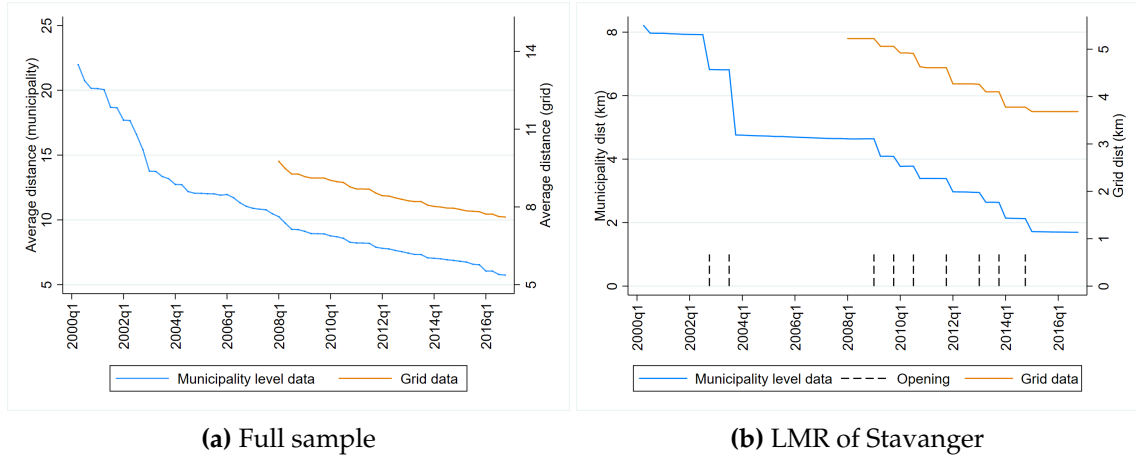 25
20
15
10
5
Average distance (municipality)
14
11
8
5
Average distance (grid)
2000q1
2002q1
2004q1
2006q1
2008q1
2010q1
2012q1
2014q1
2016q1
Municipality level data
Grid data
(a) Full sample
8
6
4
2
0
Municipality dist (km)
5
4
3
2
1
0
Grid dist (km)
2000q1
2002q1
2004q1
2006q1
2008q1
2010q1
2012q1
2014q1
2016q1
Municipality level data
Opening
Grid data
(b) LMR of Stavanger